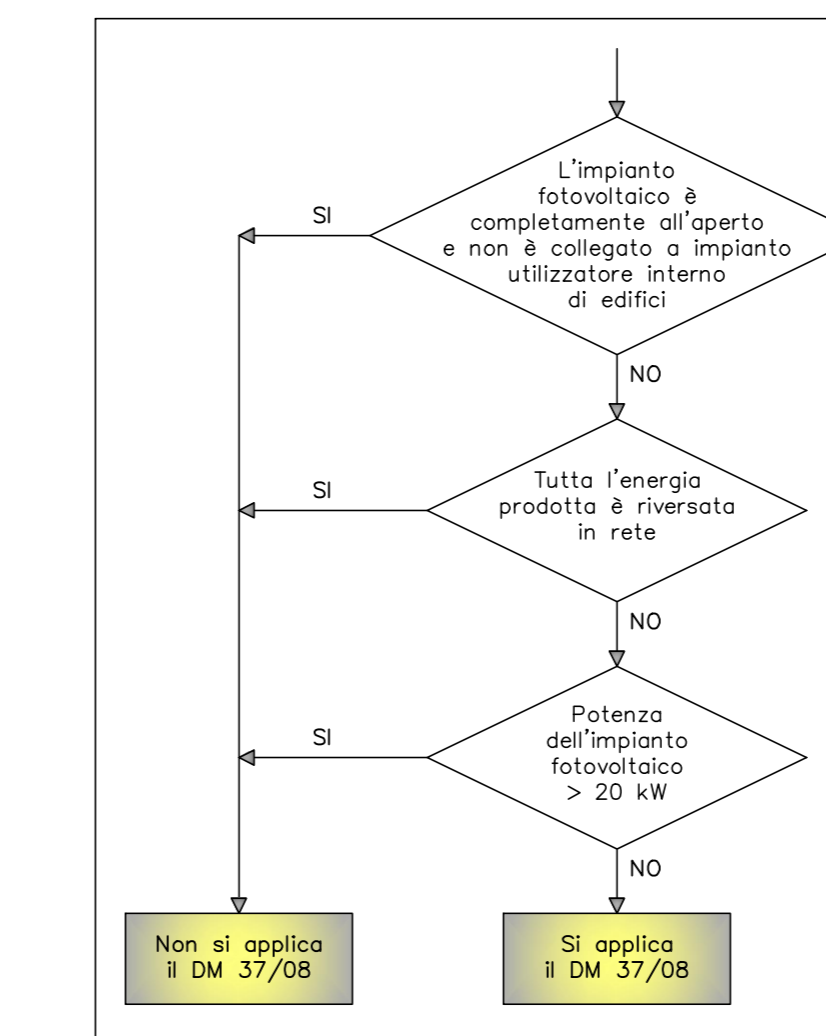 L'impianto
fotovoltaico è
completamente all'aperto
e non è collegato a impianto
utilizzatore interno
di edifici
SI
NO
Tutta l'energia
prodotta è riversata
in rete
SI
NO
Potenza
dell'impianto
fotovoltaico
> 20 kW
SI
NO
Non si applica
il DM 37/08
Si applica
il DM 37/08